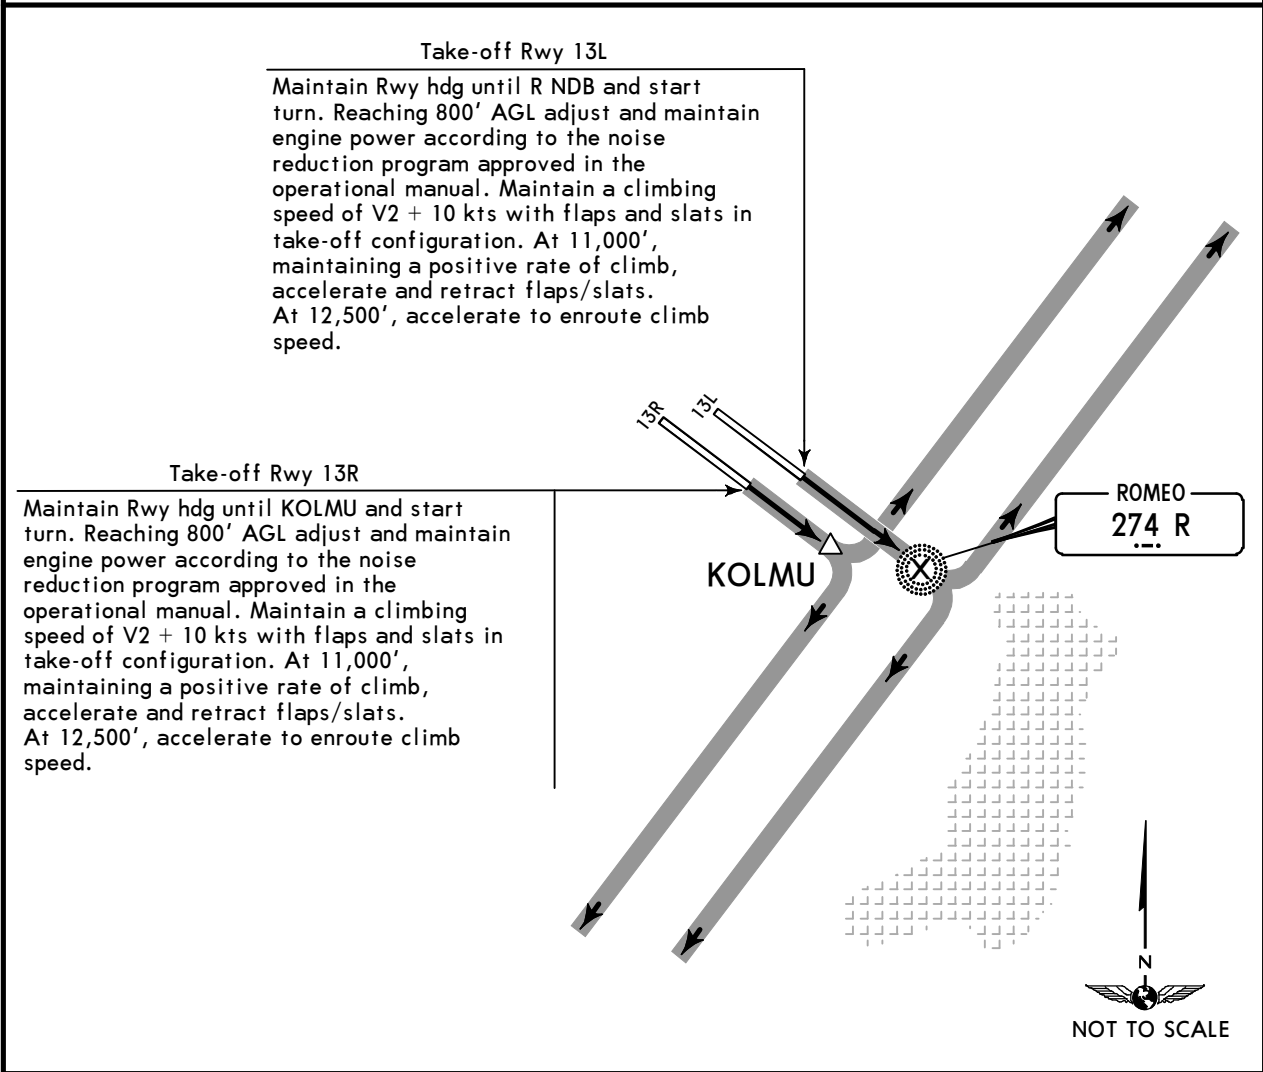 Take-off Rwy 13L
Maintain Rwy hdg until R NDB and start
turn. Reaching 800' AGL adjust and maintain
engine power according to the noise
reduction program approved in the
operational manual. Maintain a climbing
speed of V2 + 10 kts with flaps and slats in
take-off configuration. At 11,000',
maintaining a positive rate of climb,
accelerate and retract flaps/slats.
At 12,500', accelerate to enroute climb
speed.
13R
13L
Take-off Rwy 13R
Maintain Rwy hdg until KOLMU and start
turn. Reaching 800' AGL adjust and maintain
engine power according to the noise
reduction program approved in the
operational manual. Maintain a climbing
speed of V2 + 10 kts with flaps and slats in
take-off configuration. At 11,000',
maintaining a positive rate of climb,
accelerate and retract flaps/slats.
At 12,500', accelerate to enroute climb
speed.
ROMEO
274 R
KOLMU
N
NOT TO SCALE